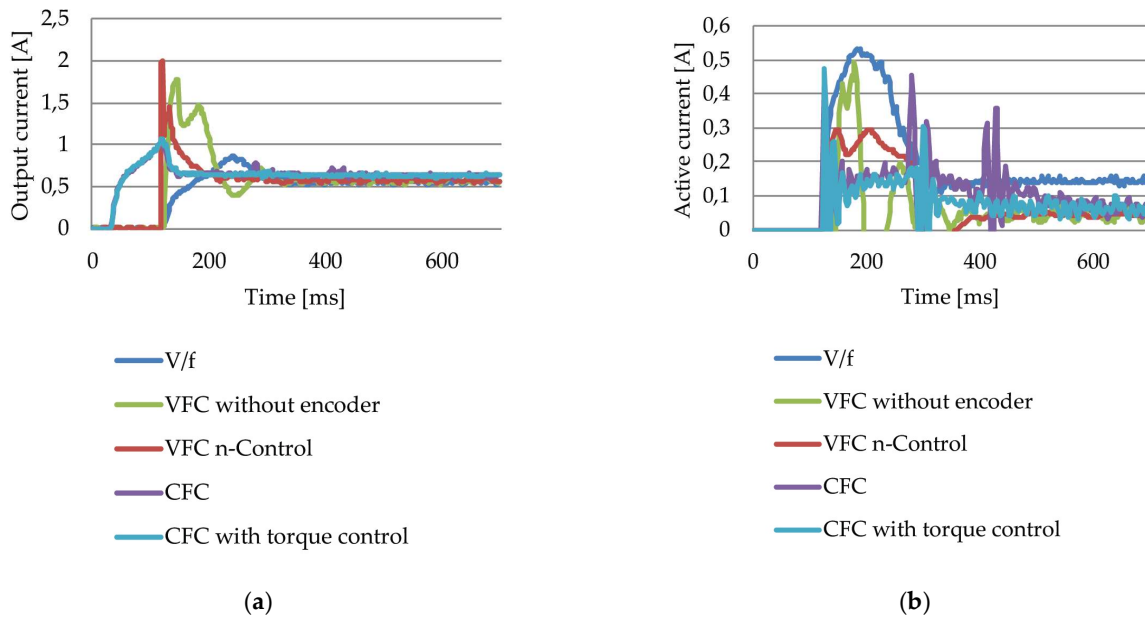 Output current [A]
2,5
2
1,5
1
0,5
0
0
200
400
600
Time [ms]
V/f
VFC without encoder
VFC n-Control
CFC
CFC with torque control
(a)
Active current [A]
0,6
0,5
0,4
0,3
0,2
0,1
0
0
200
400
600
Time [ms]
V/f
VFC without encoder
VFC n-Control
CFC
CFC with torque control
(b)